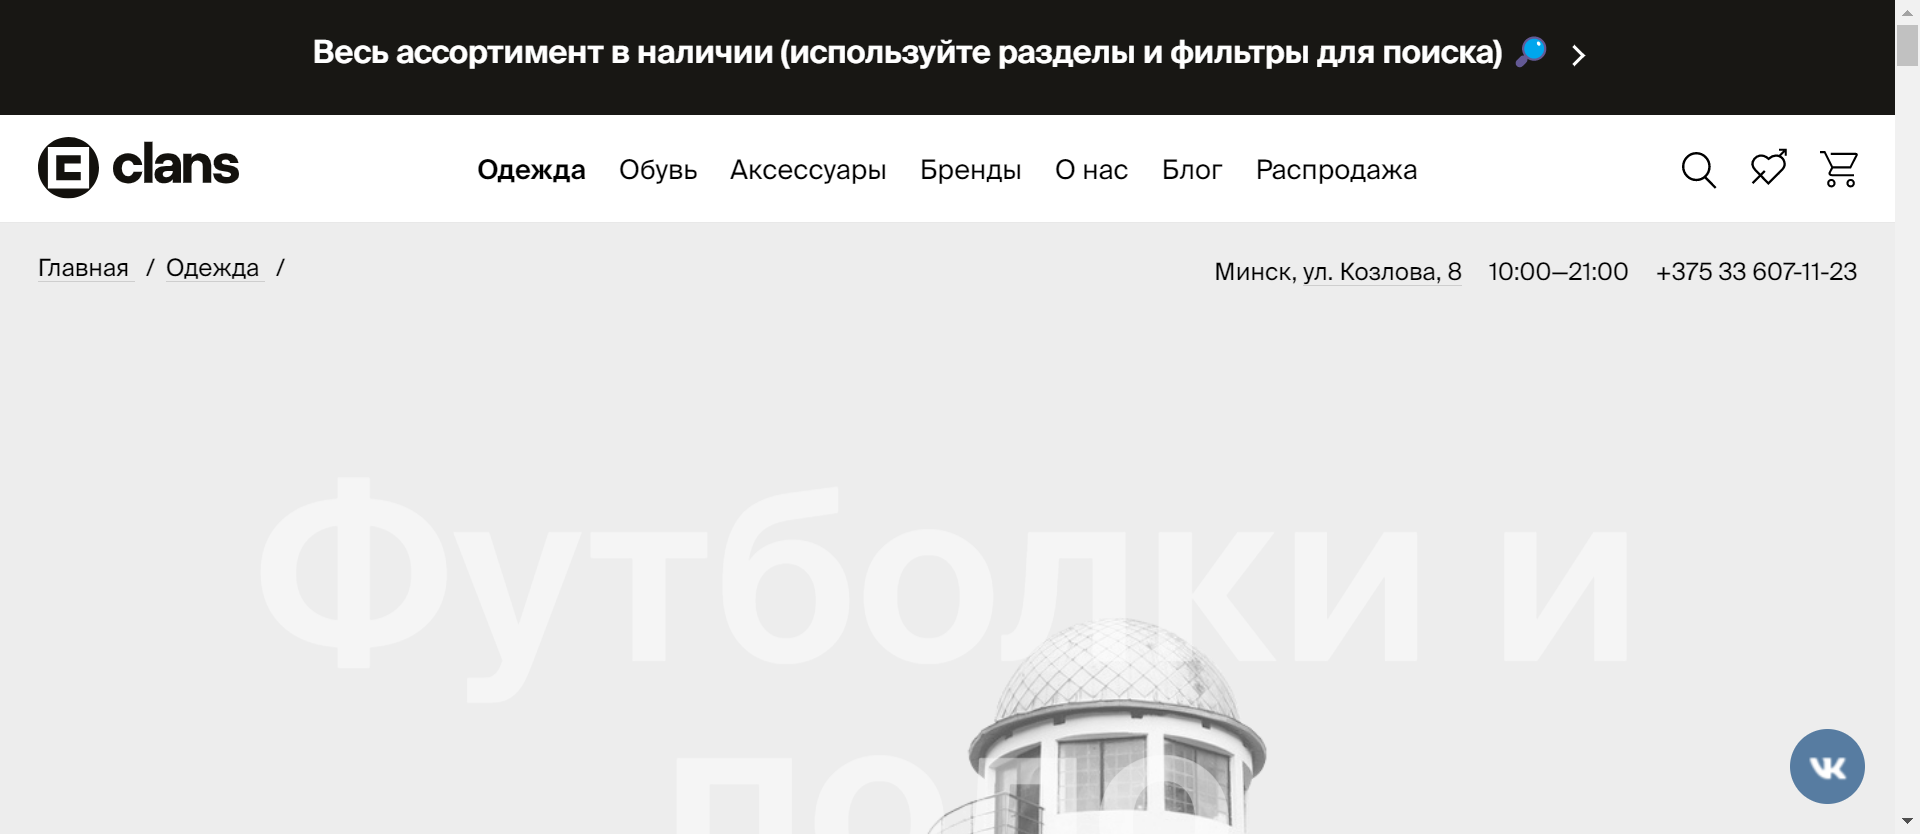 Весь ассортимент в наличии (используйте разделы и фильтры для поиска)
clans
Одежда Обувь Аксессуары Бренды О нас Блог Распродажа
Главная / Одежда /
Минск, ул. Козлова, 8 10:00—21:00 +375 33 607-11-23
Футболки и
поло